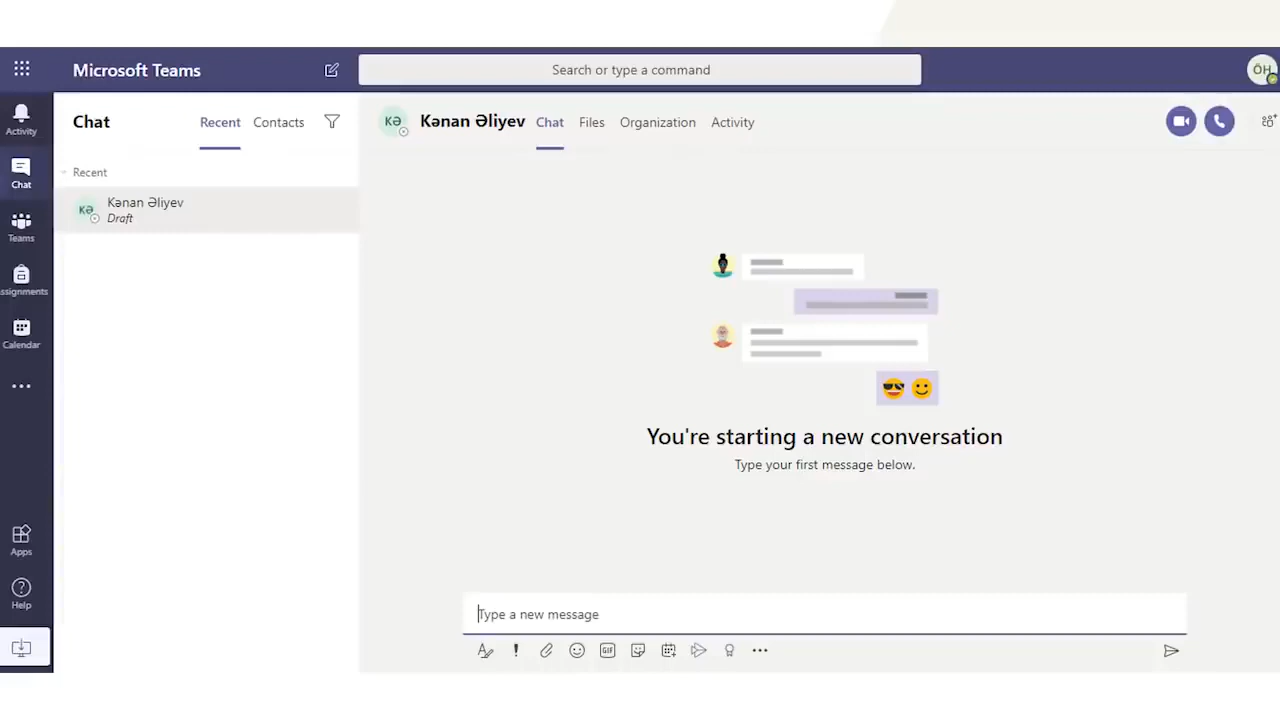 Microsoft Teams
Search or type a command
ÖH
Activity
Chat
Teams
ssignments
Calendar
Apps
Help
Chat
Recent
Contacts
Recent
KƏ
Kənan Əliyev
Draft
KƏ
Kənan Əliyev
Chat
Files
Organization
Activity
You're starting a new conversation
Type your first message below.
Type a new message
GIF